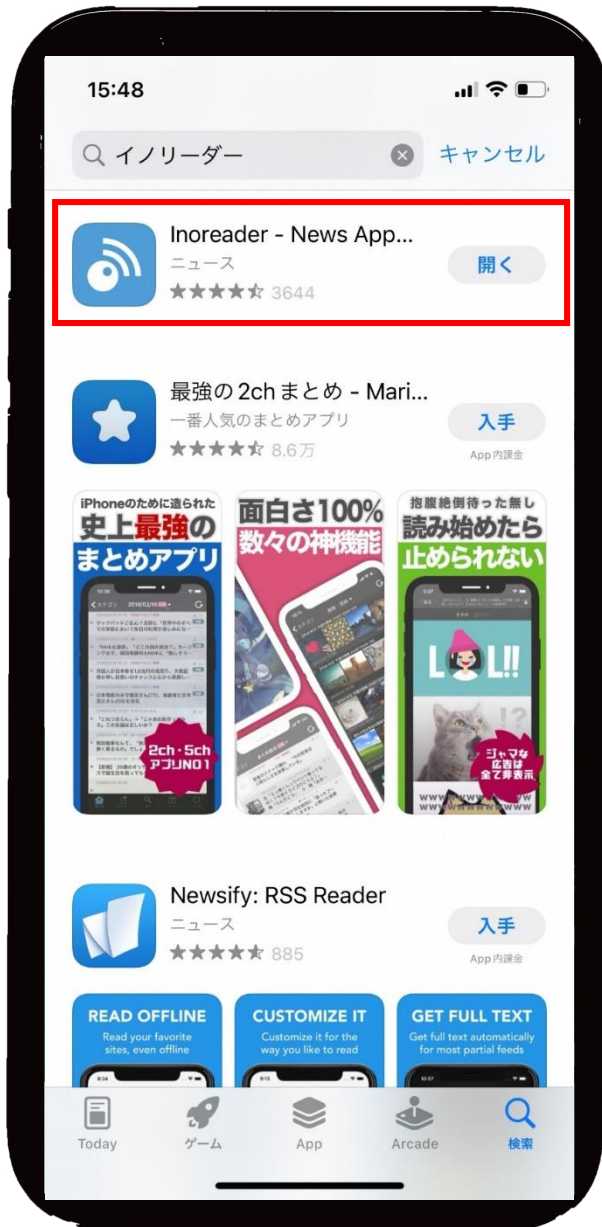 15:48
イノリーダー
キャンセル
Inoreader - News App...
ニュース
3644
開く
最強の2chまとめ - Mari...
一番人気のまとめアプリ
8.6万
入手
App内課金
iPhoneのために造られた
史上最強の
まとめアプリ
2ch・5ch
アプリNO1
面白さ100%
数々の神機能
抱腹絶倒待った無し
読み始めたら
止められない
LOL!!
ジャマな
広告は
全て非表示
Newsify: RSS Reader
ニュース
885
入手
App内課金
READ OFFLINE
Read your favorite
sites, even offline
CUSTOMIZE IT
Customize it for the
way you like to read
GET FULL TEXT
Get full text automatically
for most partial feeds
Today
ゲーム
App
Arcade
検索